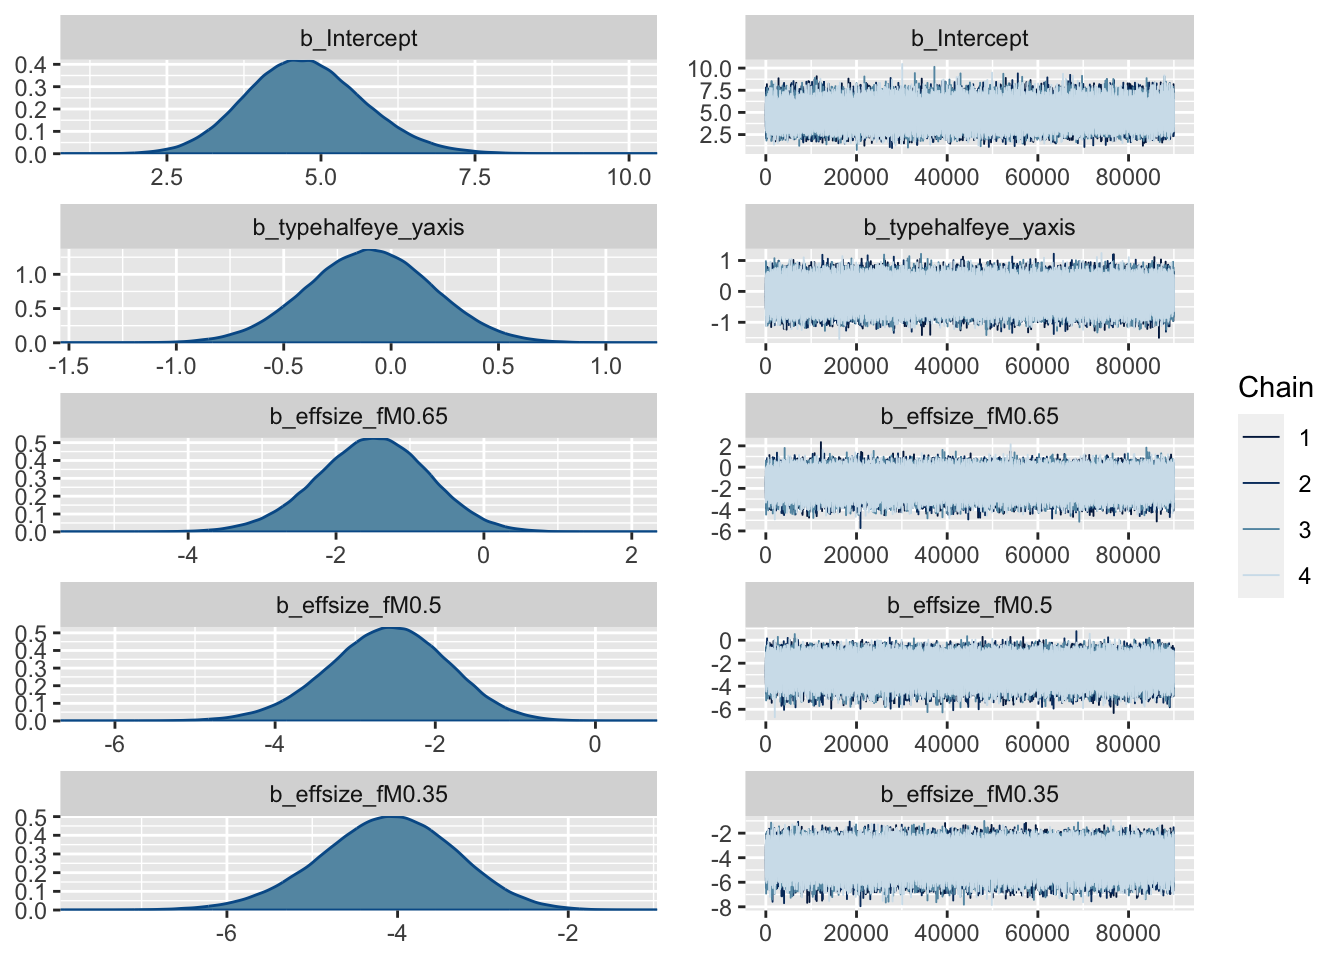 b_Intercept
0.4
0.3
0.2
0.1
0.0
2.5 5.0 7.5 10.0
b_Intercept
10.0
7.5
5.0
2.5
0 20000 40000 60000 80000
b_typehalfeye_yaxis
1.0
0.5
0.0
-1.5 -1.0 -0.5 0.0 0.5 1.0
b_typehalfeye_yaxis
1
0
-1
0 20000 40000 60000 80000
b_effsize_fM0.65
0.5
0.4
0.3
0.2
0.1
0.0
-4 -2 0 2
b_effsize_fM0.65
2
0
-2
-4
-6
0 20000 40000 60000 80000
b_effsize_fM0.5
0.5
0.4
0.3
0.2
0.1
0.0
-6 -4 -2 0
b_effsize_fM0.5
0
-2
-4
-6
0 20000 40000 60000 80000
b_effsize_fM0.35
0.5
0.4
0.3
0.2
0.1
0.0
-6 -4 -2
b_effsize_fM0.35
-2
-4
-6
-8
0 20000 40000 60000 80000
Chain
1
2
3
4